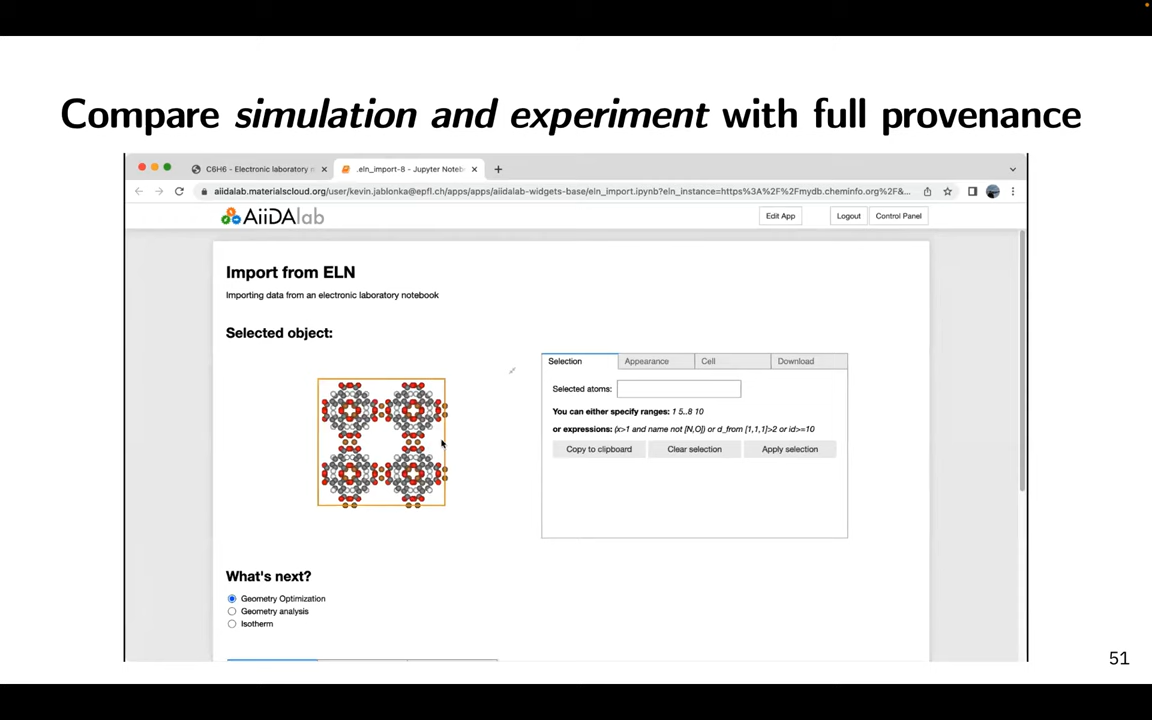 Compare simulation and experiment with full provenance
C6H6 - Electronic laboratory n
.eln_import-8 - Jupyter Notebo
aiidalab.materialscloud.org/user/kevin.jablonka@epfl.ch/apps/apps/aiidalab-widgets-base/eln_import.ipynb?eln_instance=https%3A%2F%2Fmydb.cheminfo.org%2F&...
AiiDAlab
Edit App
Logout
Control Panel
Import from ELN
Importing data from an electronic laboratory notebook
Selected object:
Selection
Appearance
Cell
Download
Selected atoms:
You can either specify ranges: 1 5..8 10
or expressions: (x>1 and name not [N,O]) or d_from [1,1,1]>2 or id>=10
Copy to clipboard
Clear selection
Apply selection
What's next?
Geometry Optimization
Geometry analysis
Isotherm
51